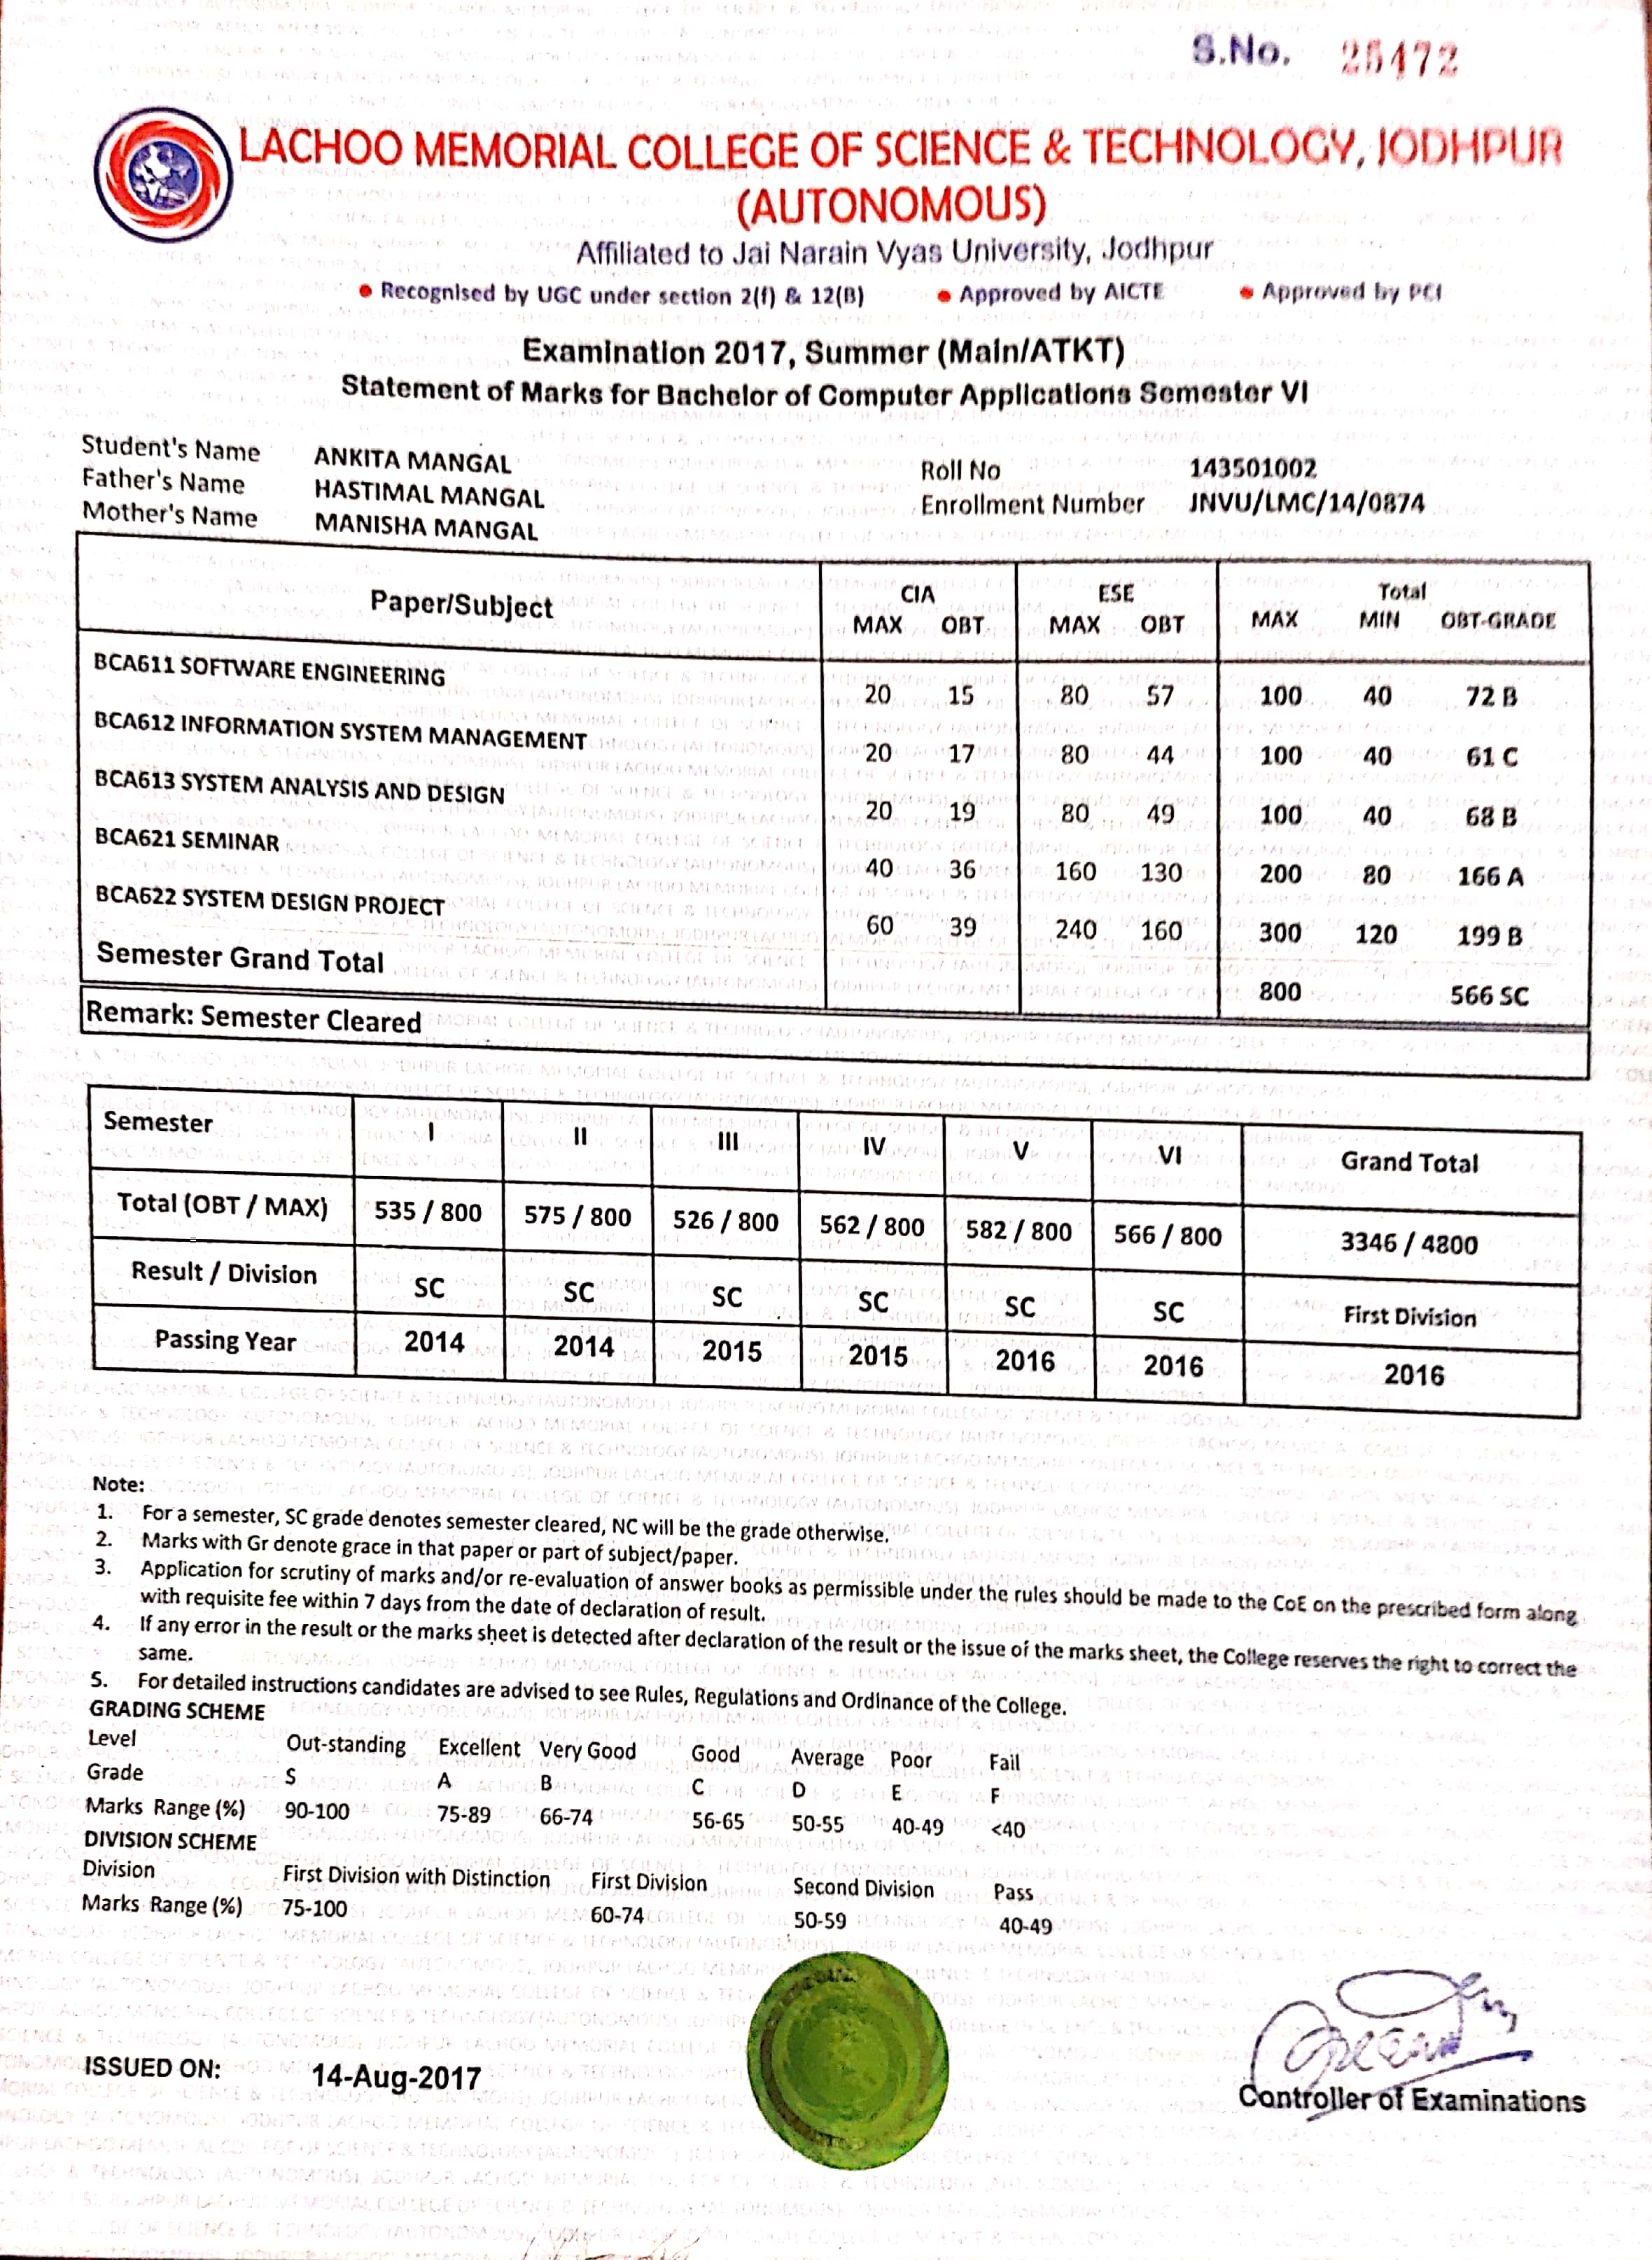 S.No. 25472
LACHOO MEMORIAL COLLEGE OF SCIENCE & TECHNOLOGY, JODHPUR
(AUTONOMOUS)
Affiliated to Jai Narain Vyas University, Jodhpur
• Recognised by UGC under section 2(f) & 12(B) • Approved by AICTE • Approved by PCI
Examination 2017, Summer (Main/ATKT)
Statement of Marks for Bachelor of Computer Applications Semester VI
Student's Name ANKITA MANGAL Roll No 143501002
Father's Name HASTIMAL MANGAL Enrollment Number JNVU/LMC/14/0874
Mother's Name MANISHA MANGAL
Paper/Subject CIA ESE Total
MAX OBT MAX OBT MAX MIN OBT-GRADE
BCA611 SOFTWARE ENGINEERING 20 15 80 57 100 40 72 B
BCA612 INFORMATION SYSTEM MANAGEMENT 20 17 80 44 100 40 61 C
BCA613 SYSTEM ANALYSIS AND DESIGN 20 19 80 49 100 40 68 B
BCA621 SEMINAR 40 36 160 130 200 80 166 A
BCA622 SYSTEM DESIGN PROJECT 60 39 240 160 300 120 199 B
Semester Grand Total 800 566 SC
Remark: Semester Cleared
Semester I II III IV V VI Grand Total
Total (OBT / MAX) 535 / 800 575 / 800 526 / 800 562 / 800 582 / 800 566 / 800 3346 / 4800
Result / Division SC SC SC SC SC SC First Division
Passing Year 2014 2014 2015 2015 2016 2016 2016
Note:
1. For a semester, SC grade denotes semester cleared, NC will be the grade otherwise.
2. Marks with Gr denote grace in that paper or part of subject/paper.
3. Application for scrutiny of marks and/or re-evaluation of answer books as permissible under the rules should be made to the CoE on the prescribed form along
with requisite fee within 7 days from the date of declaration of result.
4. If any error in the result or the marks sheet is detected after declaration of the result or the issue of the marks sheet, the College reserves the right to correct the
same.
5. For detailed instructions candidates are advised to see Rules, Regulations and Ordinance of the College.
GRADING SCHEME
Level Out-standing Excellent Very Good Good Average Poor Fail
Grade S A B C D E F
Marks Range (%) 90-100 75-89 66-74 56-65 50-55 40-49 <40
DIVISION SCHEME
Division First Division with Distinction First Division Second Division Pass
Marks Range (%) 75-100 60-74 50-59 40-49
ISSUED ON: 14-Aug-2017
Controller of Examinations